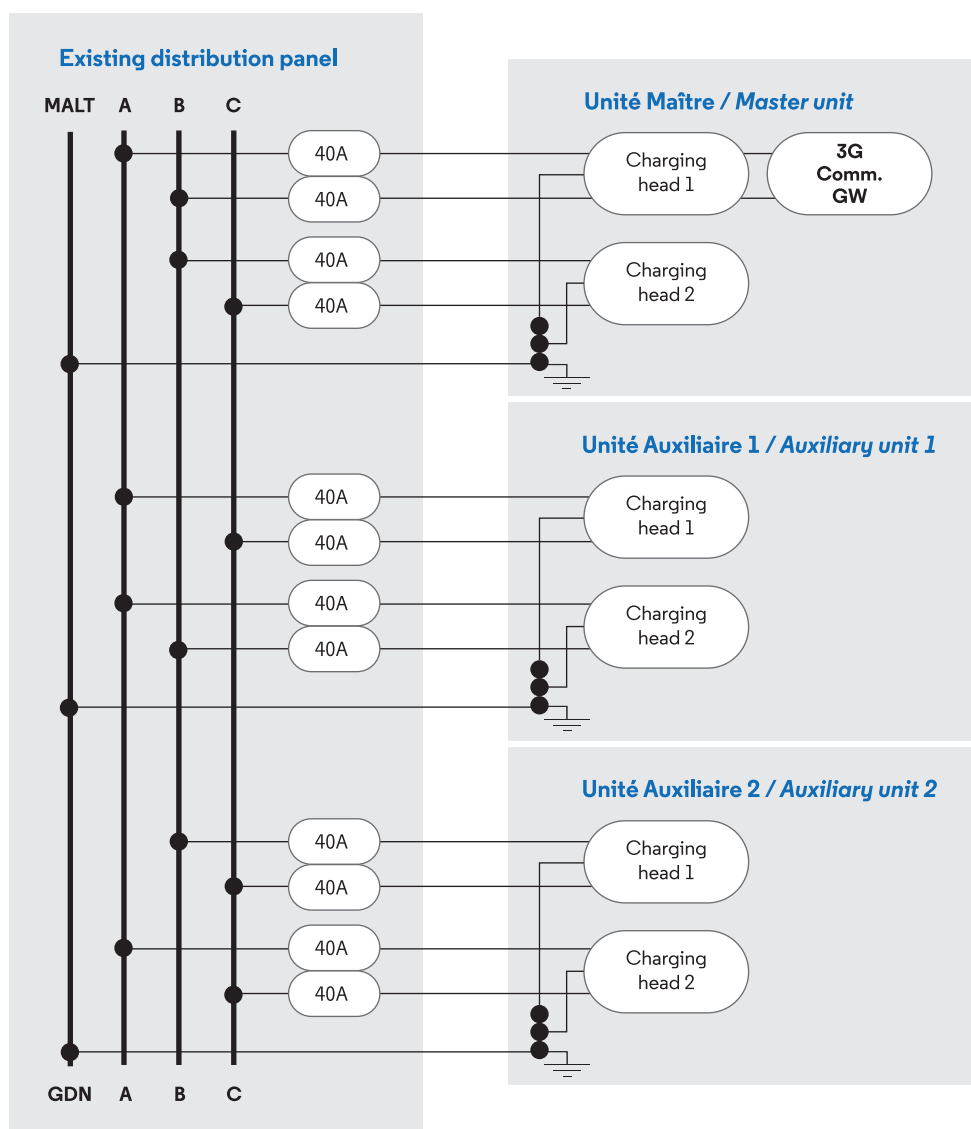 Existing distribution panel
MALT A B C
40A
40A
40A
40A
Unité Maître / Master unit
Charging
head 1
3G
Comm.
GW
Charging
head 2
40A
40A
40A
40A
Unité Auxiliaire 1 / Auxiliary unit 1
Charging
head 1
Charging
head 2
40A
40A
40A
40A
Unité Auxiliaire 2 / Auxiliary unit 2
Charging
head 1
Charging
head 2
GDN A B C